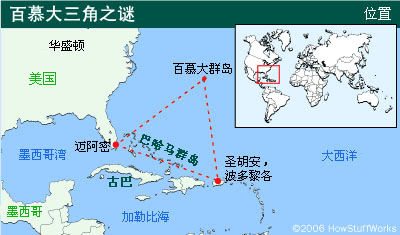 百慕大三角之谜
位置
华盛顿
美国
百慕大群岛
迈阿密
巴哈马群岛
墨西哥湾
圣胡安，
波多黎各
大西洋
古巴
墨西哥
加勒比海
©2006 HowStuffWorks